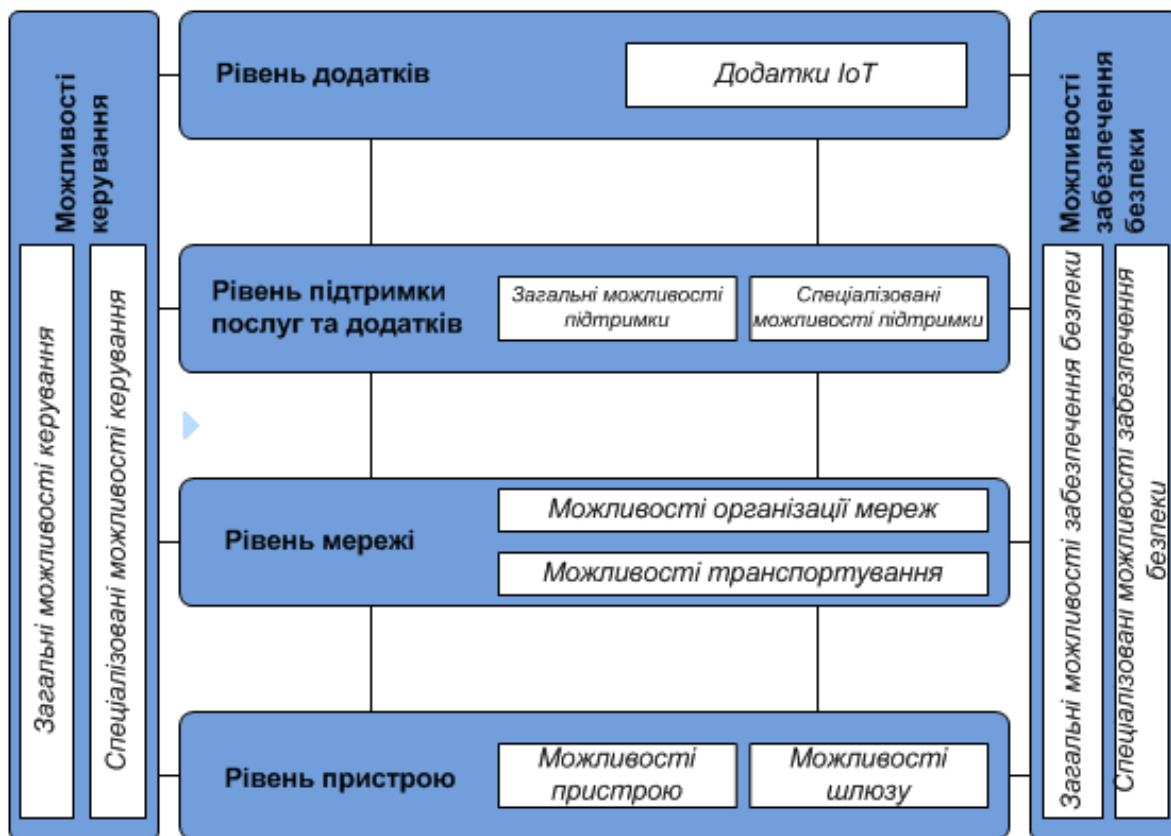 Можливості
керування
Загальні можливості керування
Спеціалізовані можливості керування
Рівень додатків
Додатки IoT
Рівень підтримки
послуг та додатків
Загальні можливості
підтримки
Спеціалізовані
можливості підтримки
Рівень мережі
Можливості організації мереж
Можливості транспортування
Рівень пристрою
Можливості
пристрою
Можливості
шлюзу
Можливості
забезпечення
безпеки
Загальні можливості забезпечення безпеки
Спеціалізовані можливості забезпечення
безпеки